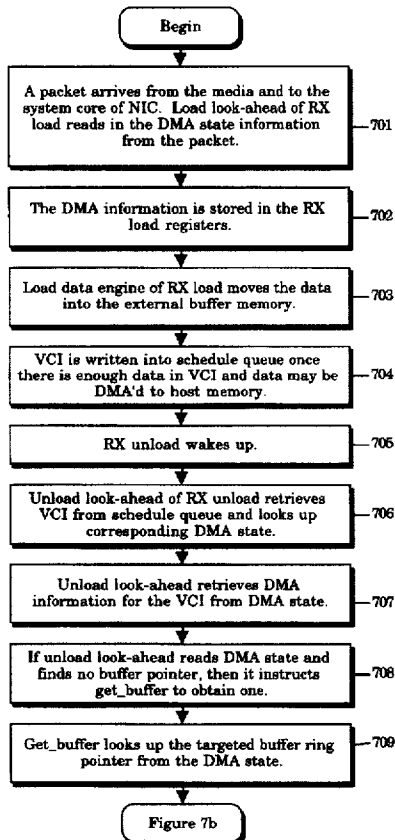 Begin
A packet arrives from the media and to the
system core of NIC. Load look-ahead of RX
load reads in the DMA state information
from the packet.
701
The DMA information is stored in the RX
load registers.
702
Load data engine of RX load moves the data
into the external buffer memory.
703
VCI is written into schedule queue once
there is enough data in VCI and data may be
DMA'd to host memory.
704
RX unload wakes up.
705
Unload look-ahead of RX unload retrieves
VCI from schedule queue and looks up
corresponding DMA state.
706
Unload look-ahead retrieves DMA
information for the VCI from DMA state.
707
If unload look-ahead reads DMA state and
finds no buffer pointer, then it instructs
get_buffer to obtain one.
708
Get_buffer looks up the targeted buffer ring
pointer from the DMA state.
709
Figure 7b